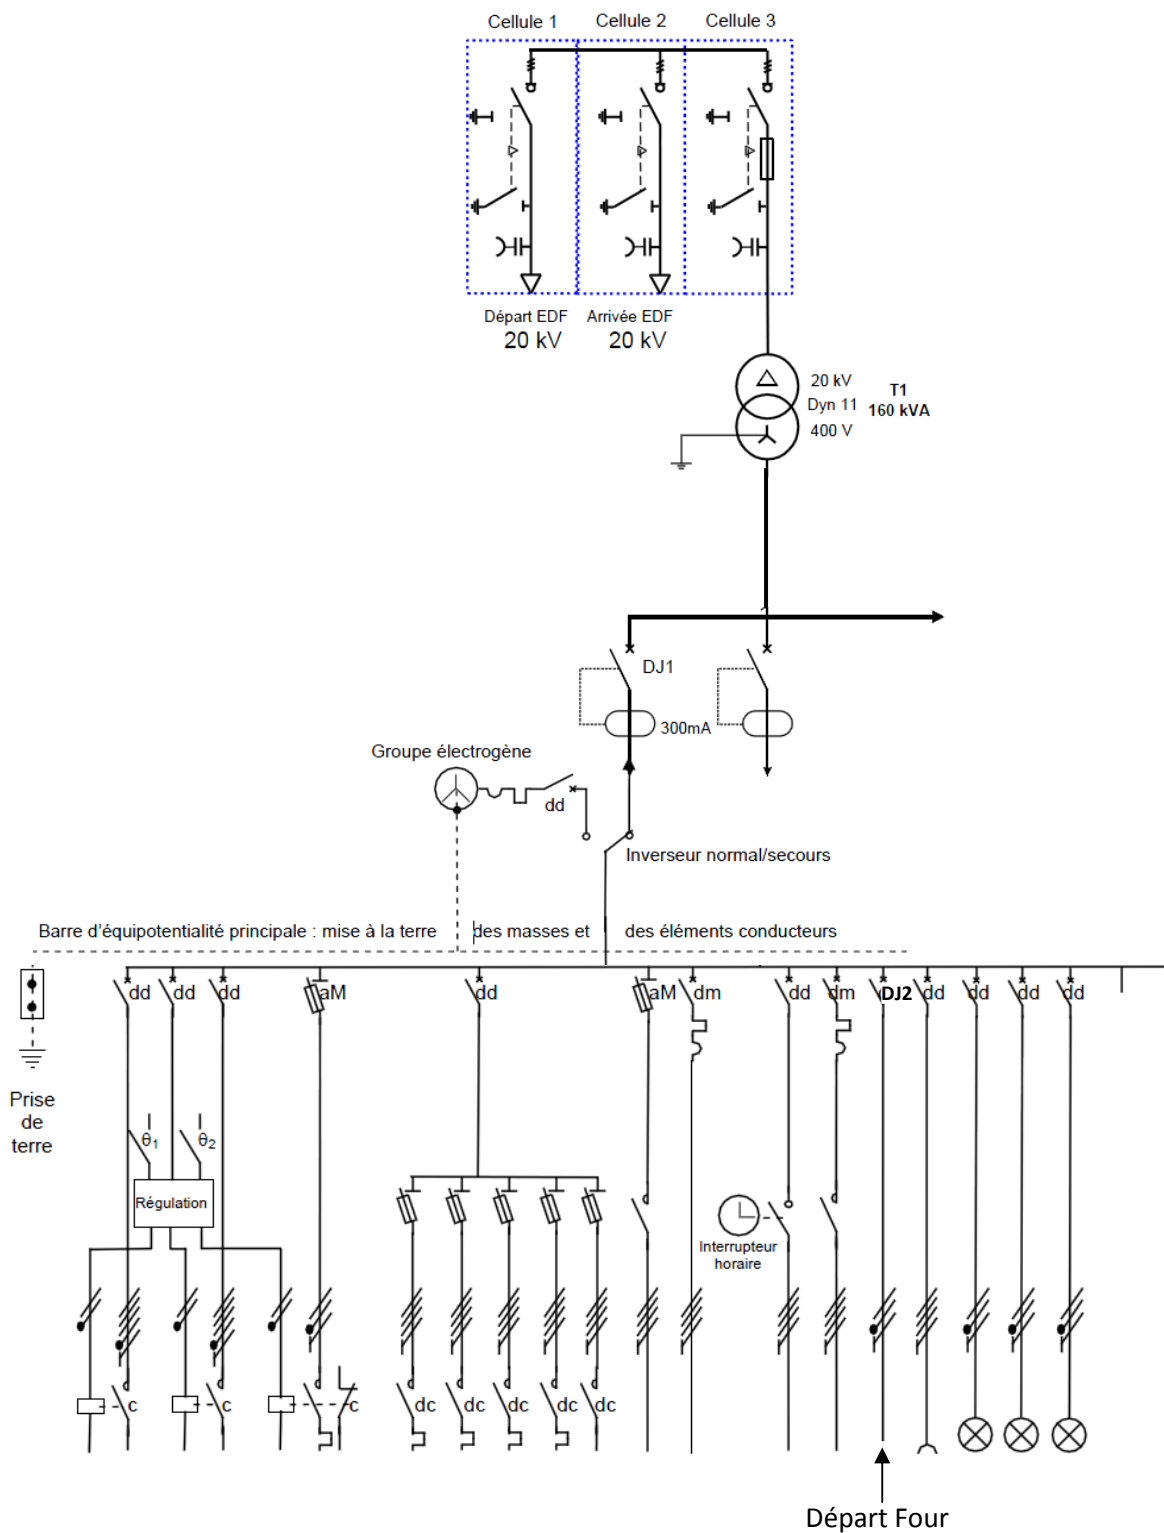 Cellule 1 Cellule 2 Cellule 3
Départ EDF Arrivée EDF
20 kV 20 kV
20 kV
Dyn 11
400 V
T1
160 kVA
DJ1
300mA
Groupe électrogène
dd
Inverseur normal/secours
Barre d'équipotentialité principale : mise à la terre des masses et des éléments conducteurs
dd dd dd aM dd aM dm dd dm DJ2 dd dd dd dd
Prise
de
terre
θ1 θ2
Régulation
Interrupteur
horaire
c c c dc dc dc dc dc
Départ Four